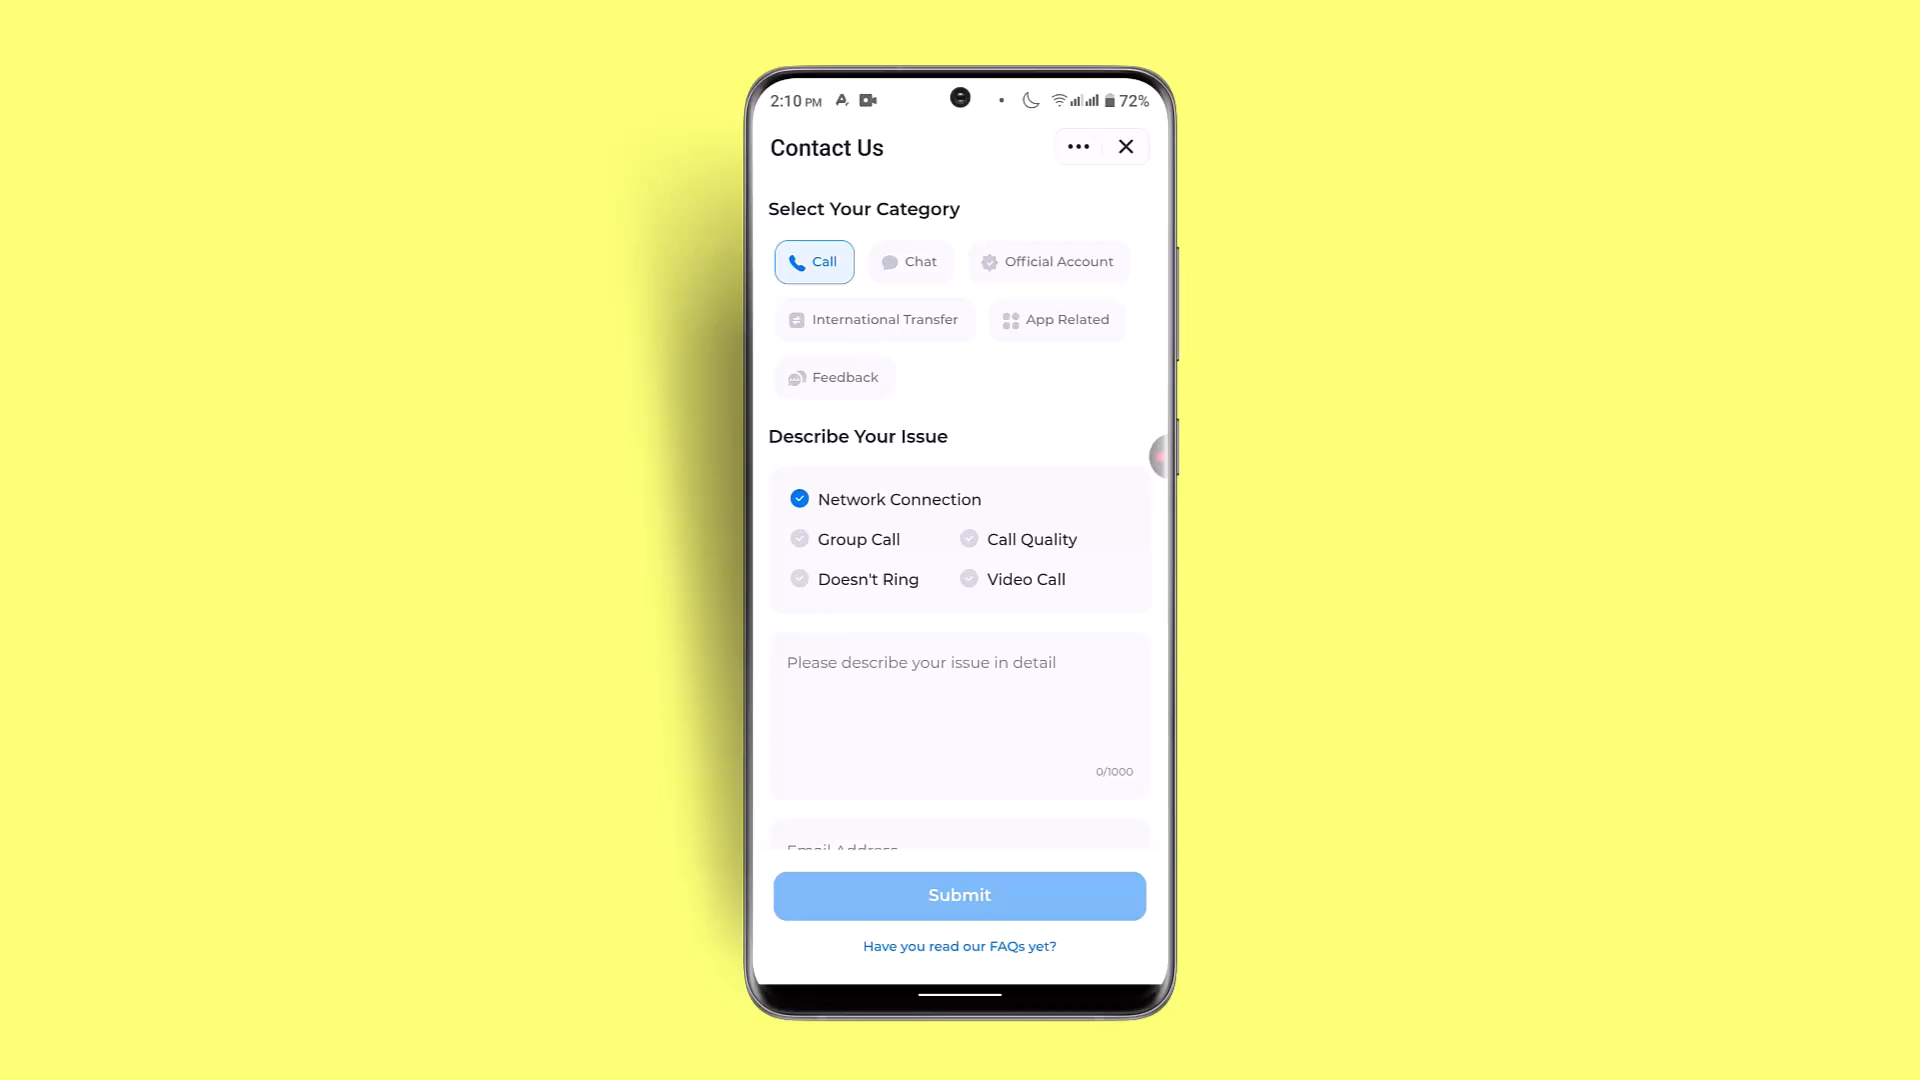 2:10 PM 72%
Contact Us
Select Your Category
Call Chat Official Account
International Transfer App Related
Feedback
Describe Your Issue
Network Connection
Group Call Call Quality
Doesn't Ring Video Call
Please describe your issue in detail
0/1000
Email Address
Submit
Have you read our FAQs yet?